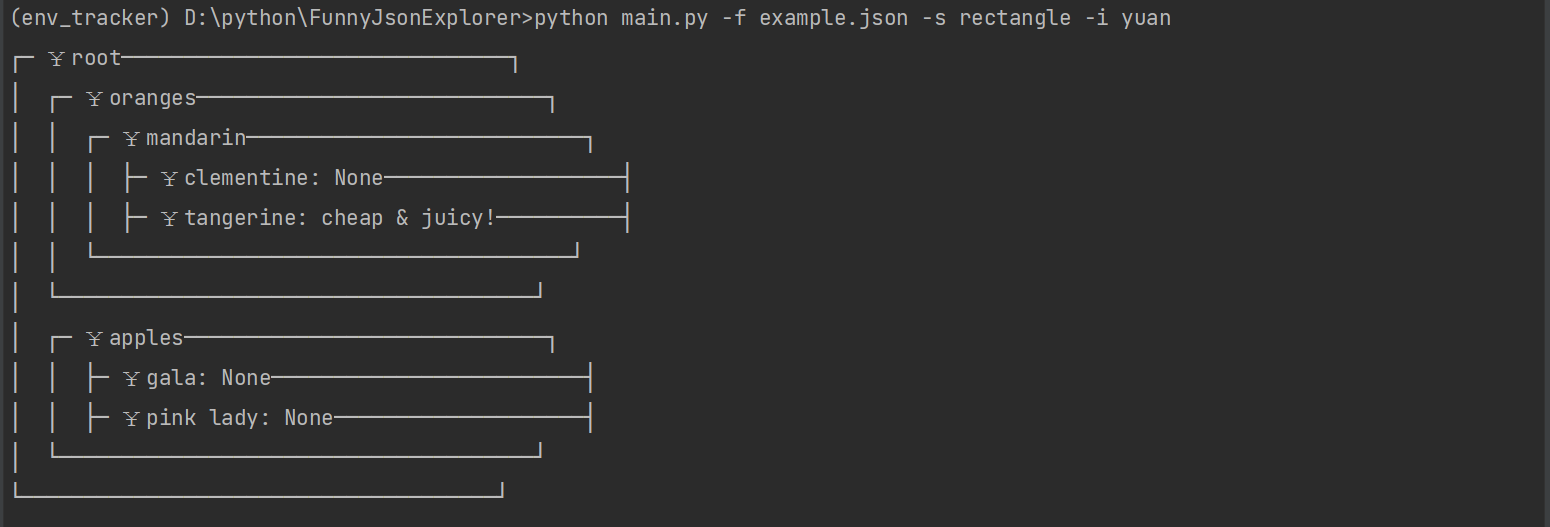 (env_tracker) D:\python\FunnyJsonExplorer>python main.py -f example.json -s rectangle -i yuan
┌─ ￥root───────────────────────────────┐
│  ┌─ ￥oranges────────────────────────────┐
│  │  ┌─ ￥mandarin───────────────────────────┐
│  │  │  ├─ ￥clementine: None───────────────────┤
│  │  │  ├─ ￥tangerine: cheap & juicy!──────────┤
│  │  └──────────────────────────────────────┘
│  └──────────────────────────────────────┘
│  ┌─ ￥apples─────────────────────────────┐
│  │  ├─ ￥gala: None─────────────────────────┤
│  │  ├─ ￥pink lady: None────────────────────┤
│  └──────────────────────────────────────┘
└──────────────────────────────────────┘